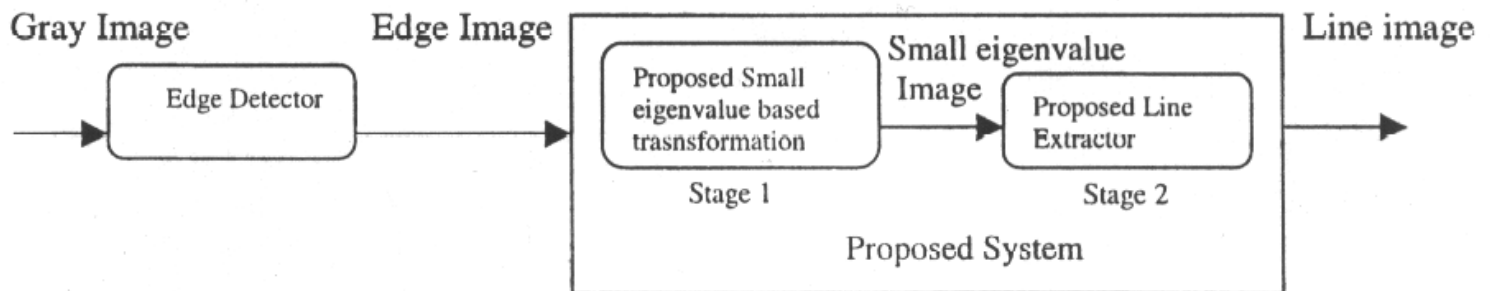 Gray Image
Edge Detector
Edge Image
Proposed Small
eigenvalue based
trasnsformation
Stage 1
Small eigenvalue
Image
Proposed Line
Extractor
Stage 2
Proposed System
Line image